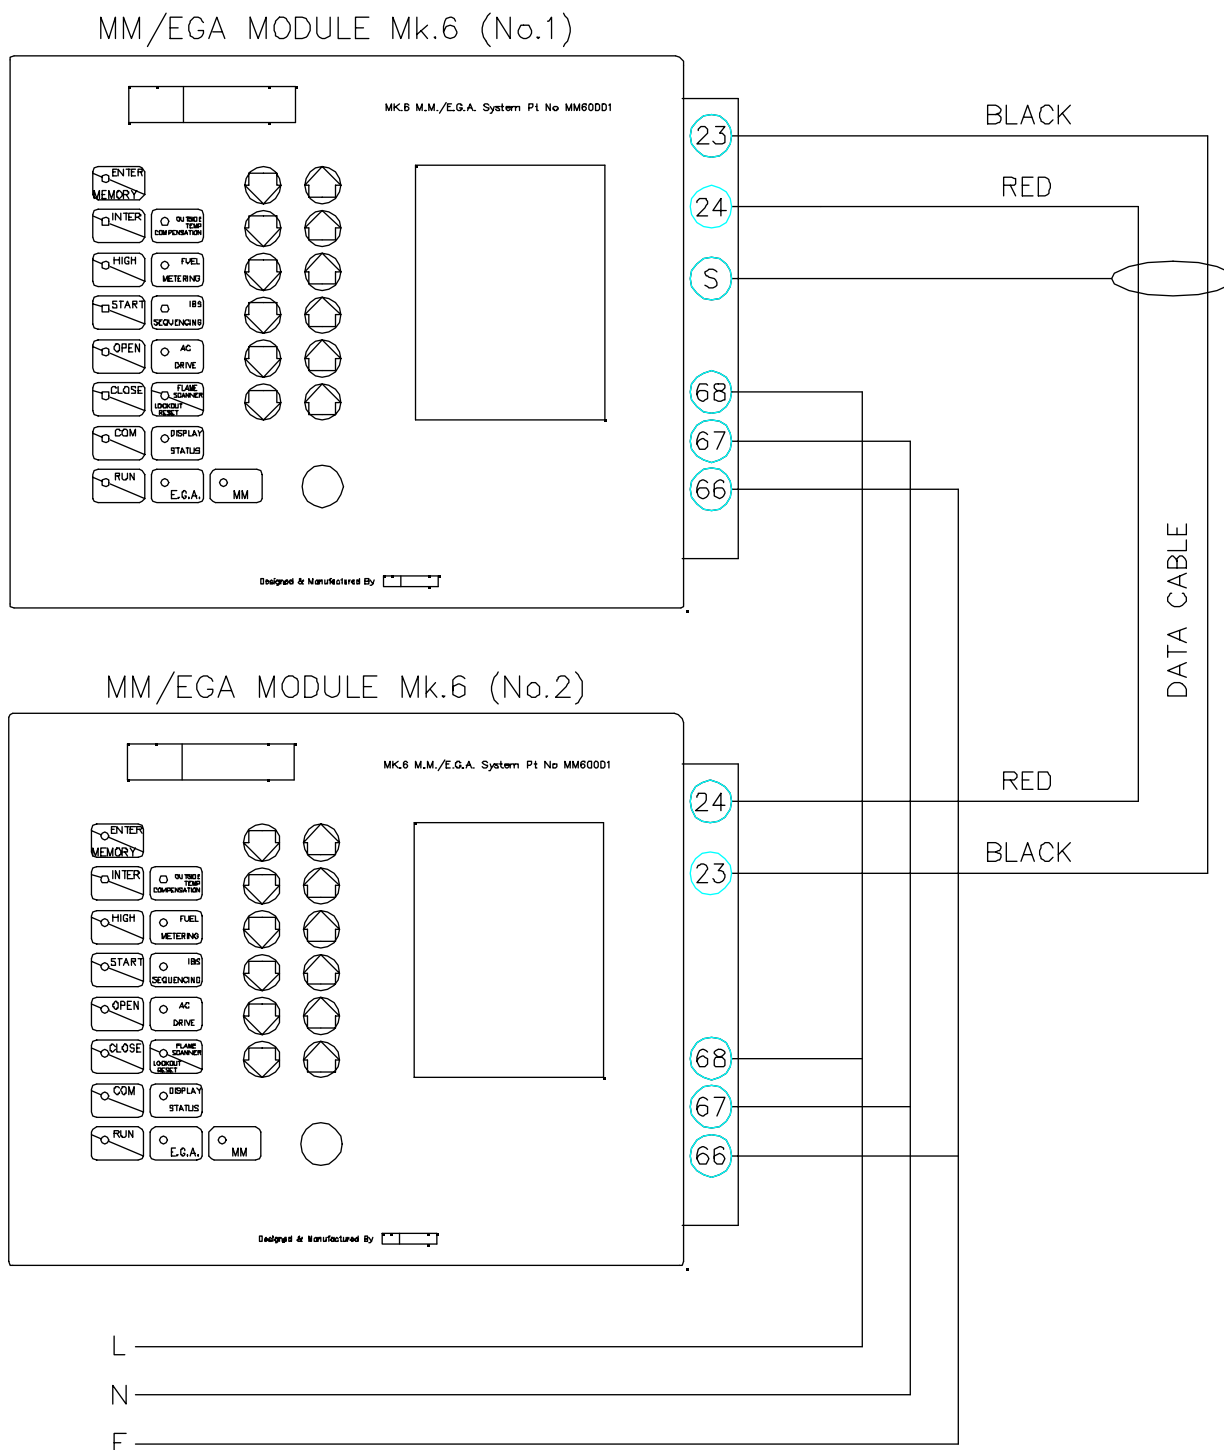 MM/EGA MODULE Mk.6 (No.1)
MK.6 M.M./E.G.A. System Pt No MM60001
23
BLACK
24
RED
S
68
67
66
ENTER
MEMORY
INTER
OUTSIDE
TEMP
COMPENSATION
HIGH
FUEL
METERING
START
IBS
SEQUENCING
OPEN
AC
DRIVE
CLOSE
FLAME
SCANNER
LOCKOUT
RESET
COM
DISPLAY
STATUS
RUN
E.G.A.
MM
Designed & Manufactured By
DATA CABLE
MM/EGA MODULE Mk.6 (No.2)
MK.6 M.M./E.G.A. System Pt No MM60001
24
RED
23
BLACK
68
67
66
ENTER
MEMORY
INTER
OUTSIDE
TEMP
COMPENSATION
HIGH
FUEL
METERING
START
IBS
SEQUENCING
OPEN
AC
DRIVE
CLOSE
FLAME
SCANNER
LOCKOUT
RESET
COM
DISPLAY
STATUS
RUN
E.G.A.
MM
Designed & Manufactured By
L
N